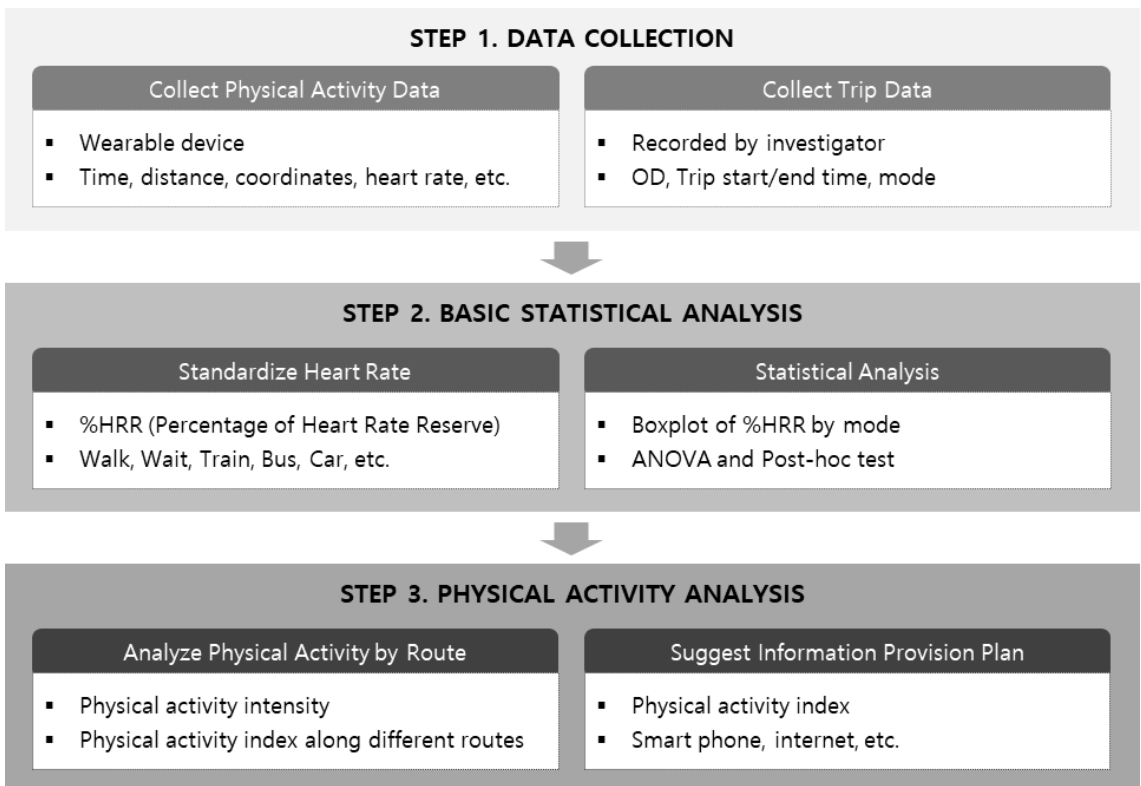 STEP 1. DATA COLLECTION
Collect Physical Activity Data
▪ Wearable device
▪ Time, distance, coordinates, heart rate, etc.
Collect Trip Data
▪ Recorded by investigator
▪ OD, Trip start/end time, mode
STEP 2. BASIC STATISTICAL ANALYSIS
Standardize Heart Rate
▪ %HRR (Percentage of Heart Rate Reserve)
▪ Walk, Wait, Train, Bus, Car, etc.
Statistical Analysis
▪ Boxplot of %HRR by mode
▪ ANOVA and Post-hoc test
STEP 3. PHYSICAL ACTIVITY ANALYSIS
Analyze Physical Activity by Route
▪ Physical activity intensity
▪ Physical activity index along different routes
Suggest Information Provision Plan
▪ Physical activity index
▪ Smart phone, internet, etc.